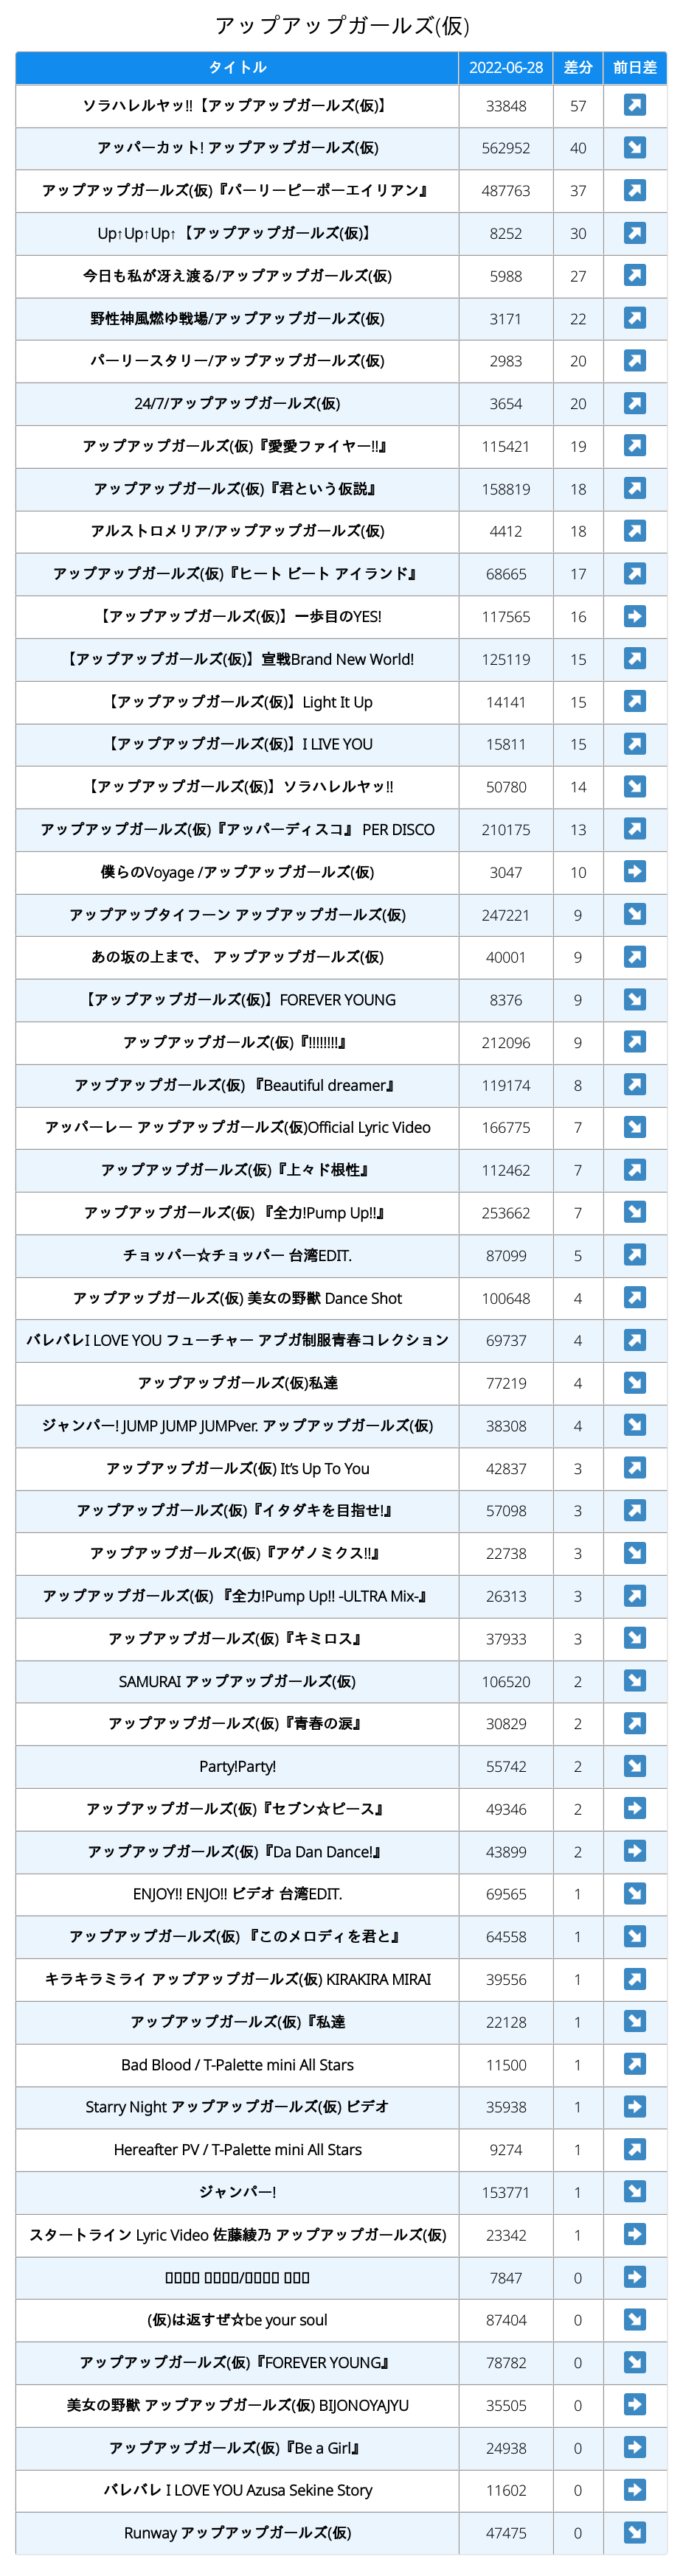 アップアップガールズ(仮)
タイトル 2022-06-28 差分 前日差
ソラハレルヤッ!!【アップアップガールズ(仮)】 33848 57 ↗
アッパーカット! アップアップガールズ(仮) 562952 40 ↘
アップアップガールズ(仮)『パーリーピーポーエイリアン』 487763 37 ↗
Up↑Up↑Up↑【アップアップガールズ(仮)】 8252 30 ↗
今日も私が冴え渡る/アップアップガールズ(仮) 5988 27 ↗
野性神風燃ゆ戦場/アップアップガールズ(仮) 3171 22 ↗
パーリースタリー/アップアップガールズ(仮) 2983 20 ↗
24/7/アップアップガールズ(仮) 3654 20 ↗
アップアップガールズ(仮)『愛愛ファイヤー!!』 115421 19 ↗
アップアップガールズ(仮)『君という仮説』 158819 18 ↗
アルストロメリア/アップアップガールズ(仮) 4412 18 ↗
アップアップガールズ(仮)『ヒート ビート アイランド』 68665 17 ↗
【アップアップガールズ(仮)】一歩目のYES! 117565 16 ➡
【アップアップガールズ(仮)】宣戦Brand New World! 125119 15 ↗
【アップアップガールズ(仮)】Light It Up 14141 15 ↗
【アップアップガールズ(仮)】I LIVE YOU 15811 15 ↗
【アップアップガールズ(仮)】ソラハレルヤッ!! 50780 14 ↘
アップアップガールズ(仮)『アッパーディスコ』 PER DISCO 210175 13 ↗
僕らのVoyage /アップアップガールズ(仮) 3047 10 ➡
アップアップタイフーン アップアップガールズ(仮) 247221 9 ↘
あの坂の上まで、 アップアップガールズ(仮) 40001 9 ↗
【アップアップガールズ(仮)】FOREVER YOUNG 8376 9 ↘
アップアップガールズ(仮)『!!!!!!!!』 212096 9 ↗
アップアップガールズ(仮) 『Beautiful dreamer』 119174 8 ↗
アッパーレー アップアップガールズ(仮)Official Lyric Video 166775 7 ↘
アップアップガールズ(仮)『上々ド根性』 112462 7 ↗
アップアップガールズ(仮) 『全力!Pump Up!!』 253662 7 ↘
チョッパー☆チョッパー 台湾EDIT. 87099 5 ↗
アップアップガールズ(仮) 美女の野獣 Dance Shot 100648 4 ↗
バレバレI LOVE YOU フューチャー アプガ制服青春コレクション 69737 4 ↗
アップアップガールズ(仮)私達 77219 4 ↘
ジャンパー! JUMP JUMP JUMPver. アップアップガールズ(仮) 38308 4 ↘
アップアップガールズ(仮) It's Up To You 42837 3 ↗
アップアップガールズ(仮)『イタダキを目指せ!』 57098 3 ↗
アップアップガールズ(仮)『アゲノミクス!!』 22738 3 ↘
アップアップガールズ(仮) 『全力!Pump Up!! -ULTRA Mix-』 26313 3 ↗
アップアップガールズ(仮)『キミロス』 37933 3 ↘
SAMURAI アップアップガールズ(仮) 106520 2 ↘
アップアップガールズ(仮)『青春の涙』 30829 2 ↗
Party!Party! 55742 2 ↘
アップアップガールズ(仮)『セブン☆ピース』 49346 2 ➡
アップアップガールズ(仮)『Da Dan Dance!』 43899 2 ➡
ENJOY!! ENJO!! ビデオ 台湾EDIT. 69565 1 ↘
アップアップガールズ(仮) 『このメロディを君と』 64558 1 ↘
キラキラミライ アップアップガールズ(仮) KIRAKIRA MIRAI 39556 1 ↗
アップアップガールズ(仮)『私達 22128 1 ↘
Bad Blood / T-Palette mini All Stars 11500 1 ↗
Starry Night アップアップガールズ(仮) ビデオ 35938 1 ➡
Hereafter PV / T-Palette mini All Stars 9274 1 ↗
ジャンパー! 153771 1 ↘
スタートライン Lyric Video 佐藤綾乃 アップアップガールズ(仮) 23342 1 ➡
7847 0 ➡
(仮)は返すぜ☆be your soul 87404 0 ↘
アップアップガールズ(仮)『FOREVER YOUNG』 78782 0 ↘
美女の野獣 アップアップガールズ(仮) BIJONOYAJYU 35505 0 ➡
アップアップガールズ(仮)『Be a Girl』 24938 0 ➡
バレバレ I LOVE YOU Azusa Sekine Story 11602 0 ➡
Runway アップアップガールズ(仮) 47475 0 ↘